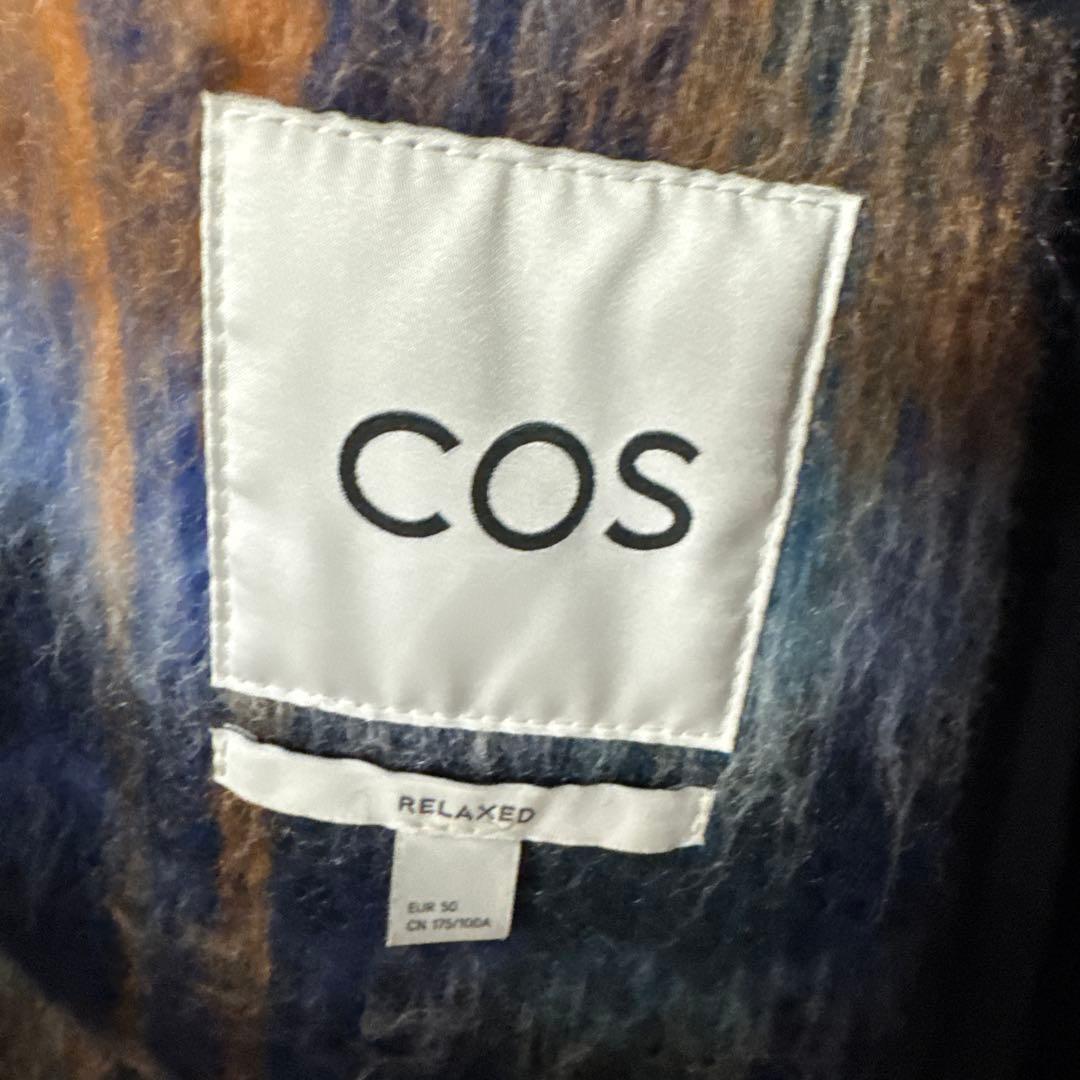 COS
RELAXED
EUR 50
CN 175/100A